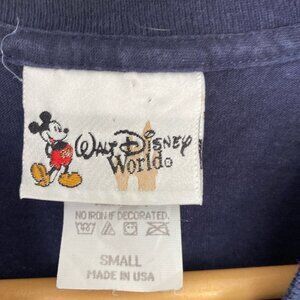 Walt Disney
World
NO IRON IF DECORATED.
SMALL
MADE IN USA